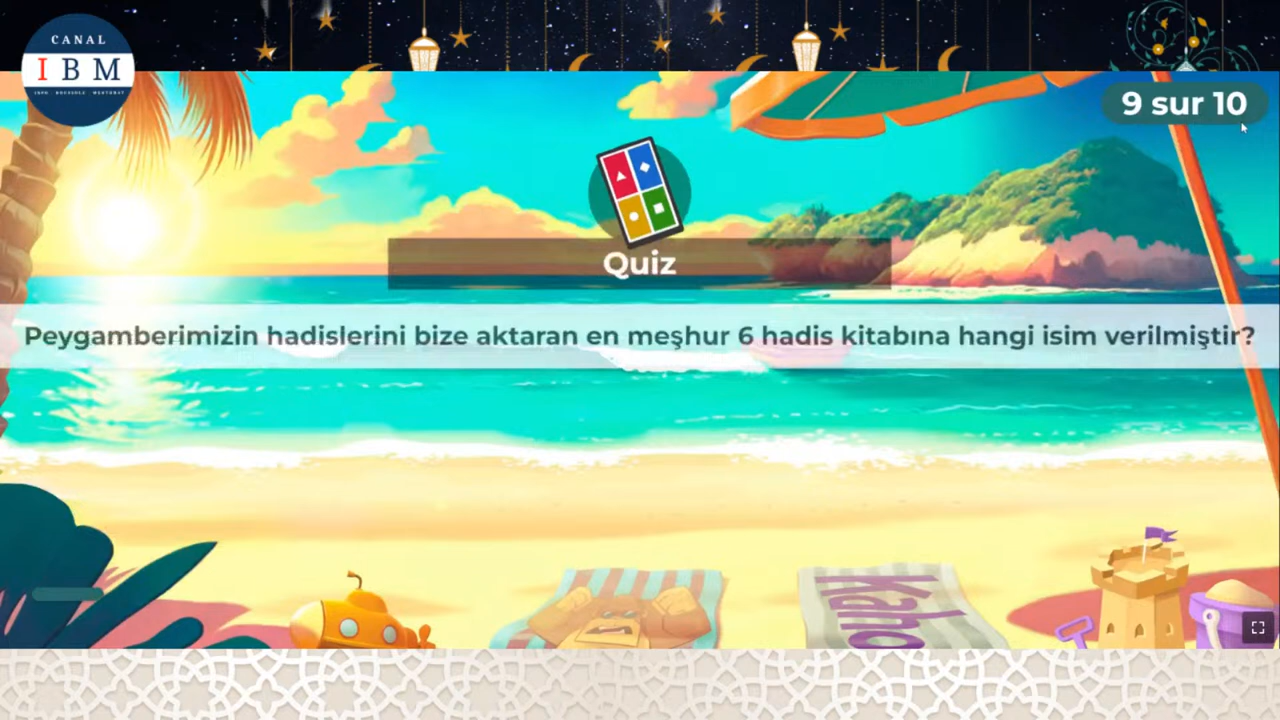 CANAL
IBM
9 sur 10
Quiz
Peygamberimizin hadislerini bize aktaran en meşhur 6 hadis kitabına hangi isim verilmiştir?
Kaho